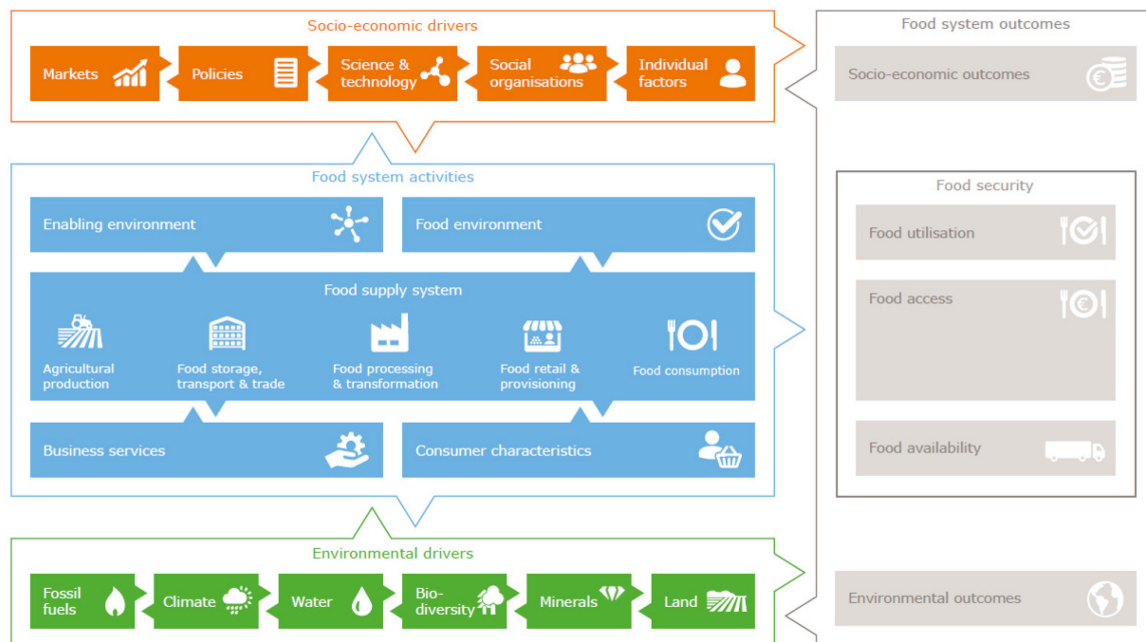 Socio-economic drivers
Markets
Policies
Science &
technology
Social
organisations
Individual
factors
Food system activities
Enabling environment
Food environment
Food supply system
Agricultural
production
Food storage,
transport & trade
Food processing
& transformation
Food retail &
provisioning
Food consumption
Business services
Consumer characteristics
Environmental drivers
Fossil
fuels
Climate
Water
Bio-
diversity
Minerals
Land
Food system outcomes
Socio-economic outcomes
€
Food security
Food utilisation
Food access
€
Food availability
Environmental outcomes